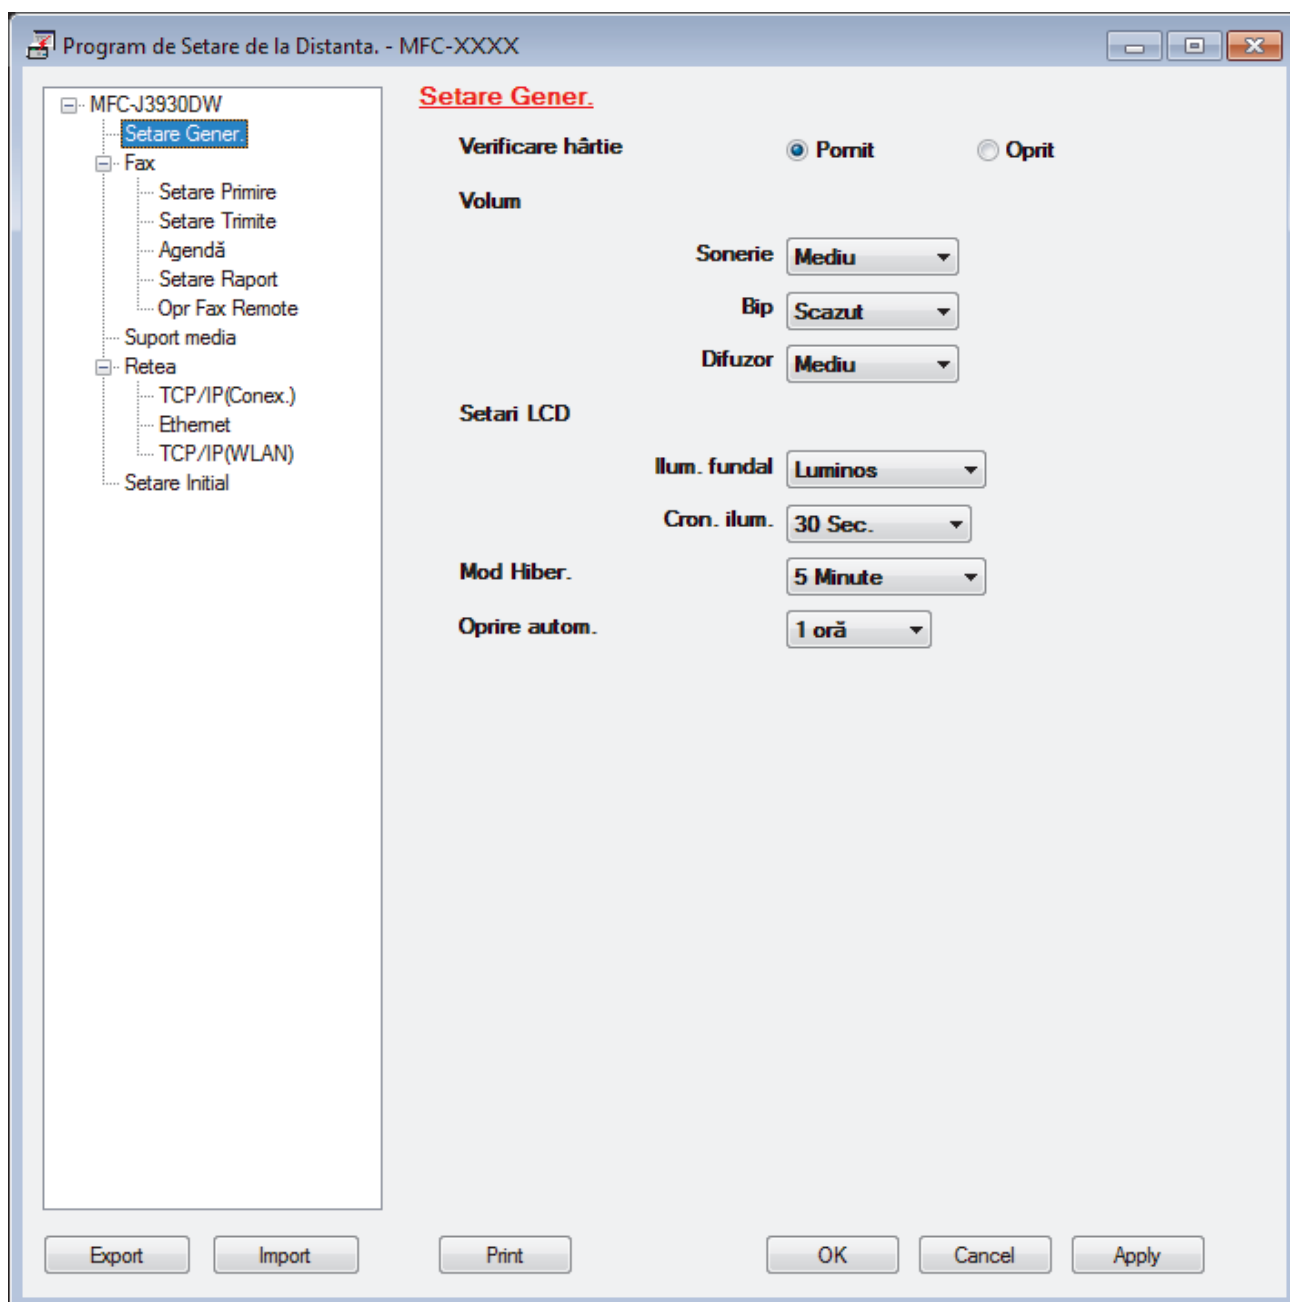 Program de Setare de la Distanta. - MFC-XXXX
MFC-J3930DW
Setare Gener.
Fax
Setare Primire
Setare Trimite
Agendă
Setare Raport
Opr Fax Remote
Suport media
Retea
TCP/IP(Conex.)
Ethernet
TCP/IP(WLAN)
Setare Initial
Setare Gener.
Verificare hârtie Pornit Oprit
Volum
Sonerie Mediu
Bip Scazut
Difuzor Mediu
Setari LCD
Ilum. fundal Luminos
Cron. ilum. 30 Sec.
Mod Hiber. 5 Minute
Oprire autom. 1 oră
Export Import Print OK Cancel Apply